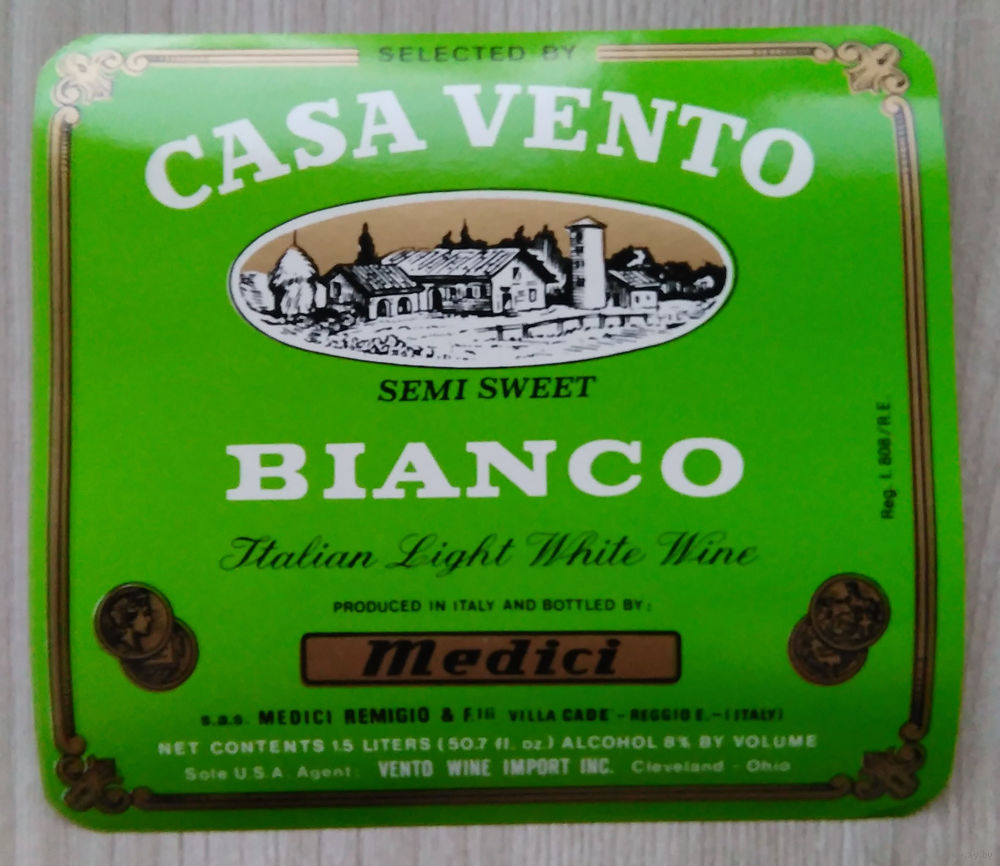 SELECTED BY
CASA VENTO
SEMI SWEET
BIANCO
Reg. I. 808/R.E.
Italian Light White Wine
PRODUCED IN ITALY AND BOTTLED BY:
Medici
s.a.s. MEDICI REMIGIO & F.lli VILLA CADE' - REGGIO E. - (ITALY)
NET CONTENTS 1.5 LITERS (50.7 fl. oz.) ALCOHOL 8% BY VOLUME
Sole U.S.A. Agent: VENTO WINE IMPORT INC. Cleveland - Ohio